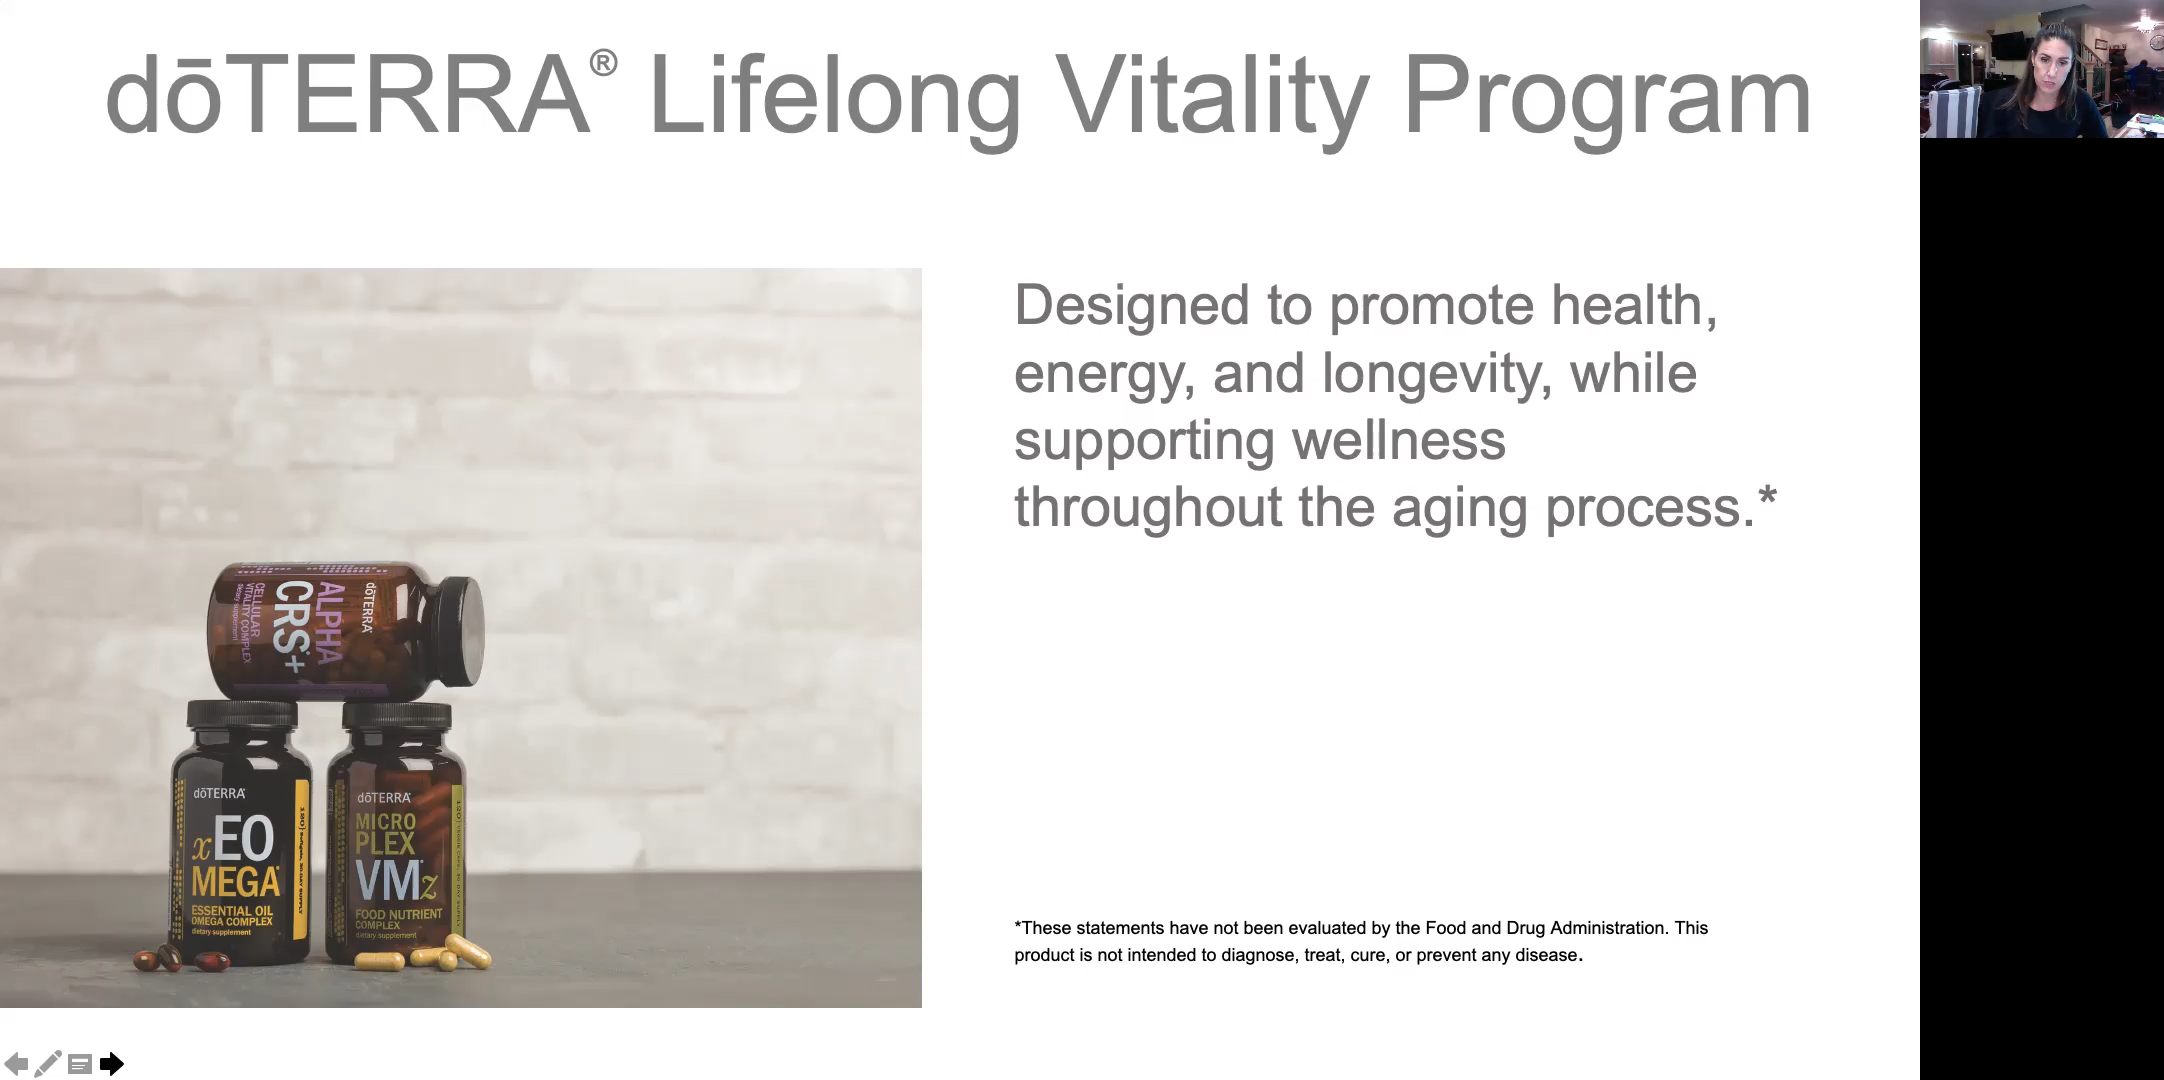 dōTERRA® Lifelong Vitality Program
Designed to promote health,
energy, and longevity, while
supporting wellness
throughout the aging process.*
dōTERRA
ALPHA
CRS+
CELLULAR
VITALITY COMPLEX
dietary supplement
dōTERRA
xEO
MEGA
ESSENTIAL OIL
OMEGA COMPLEX
dietary supplement
dōTERRA
MICRO
PLEX
VMz
FOOD NUTRIENT
COMPLEX
dietary supplement
*These statements have not been evaluated by the Food and Drug Administration. This
product is not intended to diagnose, treat, cure, or prevent any disease.